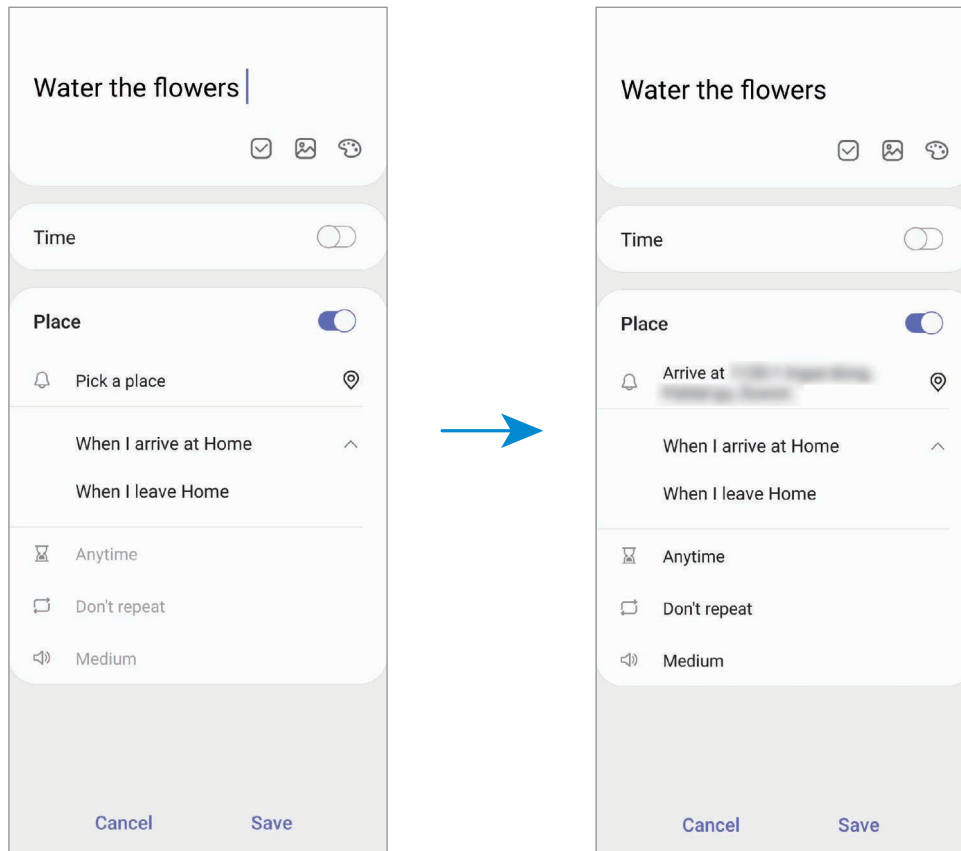 Water the flowers
Time
Place
Pick a place
When I arrive at Home
When I leave Home
Anytime
Don't repeat
Medium
Cancel Save
Water the flowers
Time
Place
Arrive at
When I arrive at Home
When I leave Home
Anytime
Don't repeat
Medium
Cancel Save